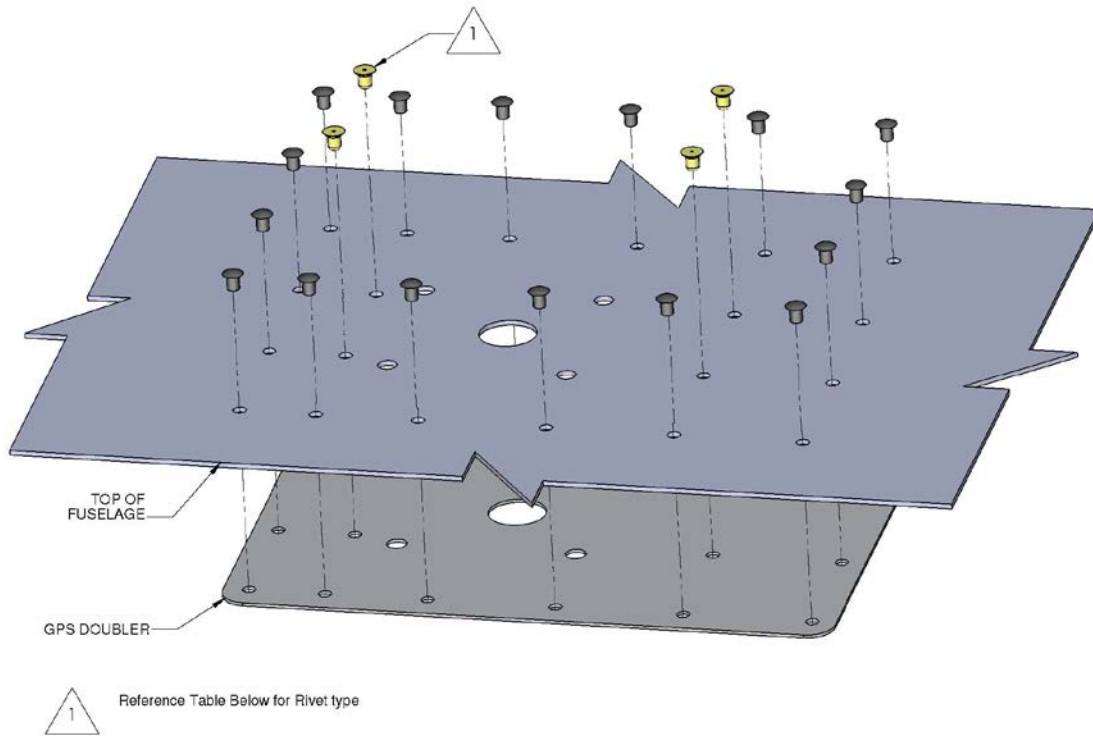 1
TOP OF
FUSELAGE
GPS DOUBLER
1
Reference Table Below for Rivet type